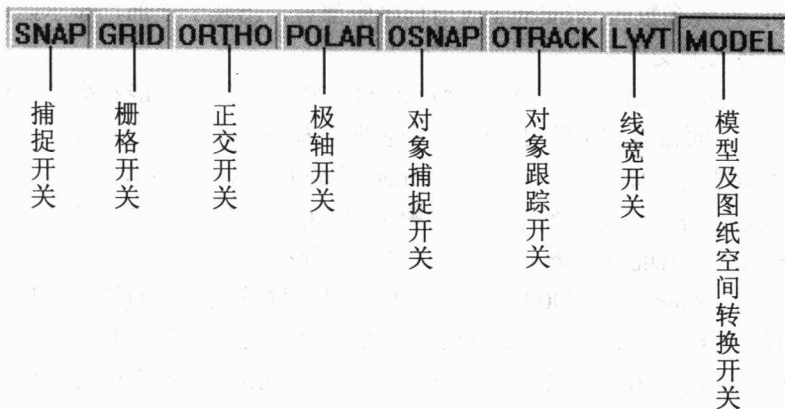 SNAP GRID ORTHO POLAR OSNAP OTRACK LWT MODEL
捕捉开关
栅格开关
正交开关
极轴开关
对象捕捉开关
对象跟踪开关
线宽开关
模型及图纸空间转换开关